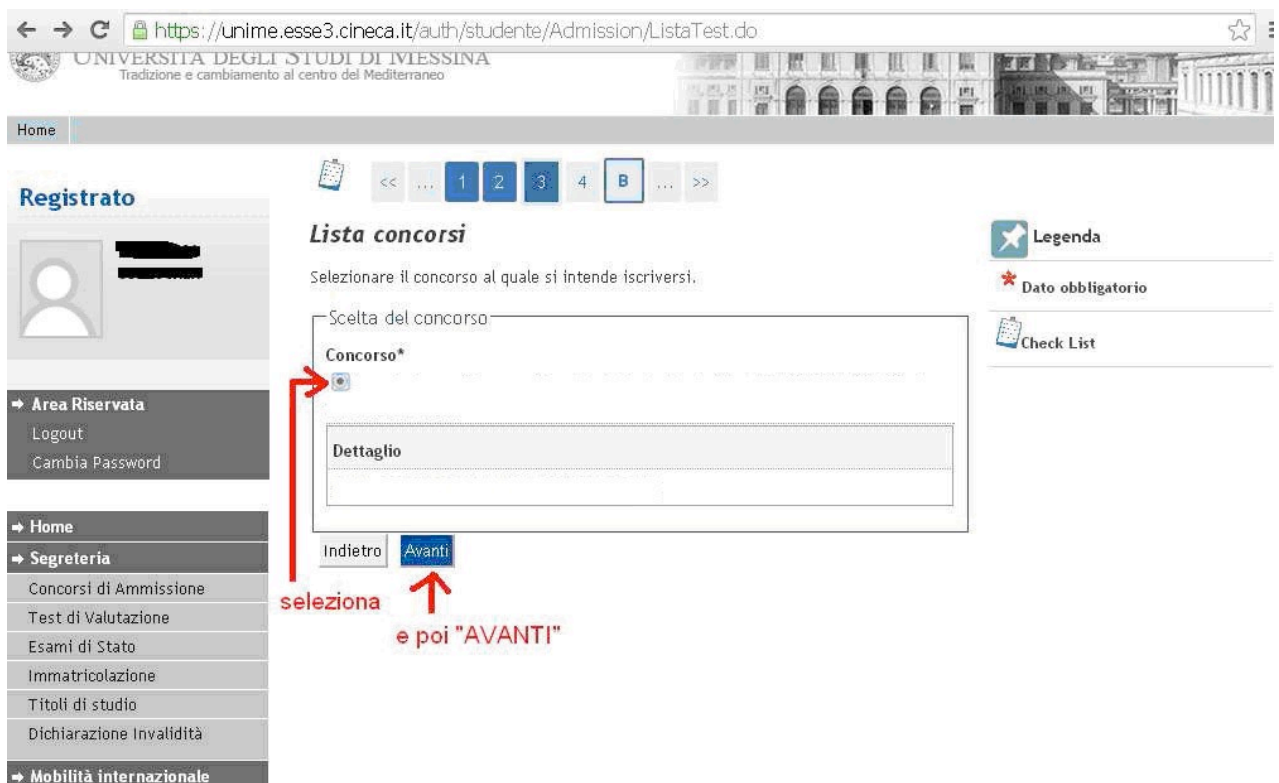 https://unime.esse3.cineca.it/auth/studente/Admission/ListaTest.do
UNIVERSITÀ DEGLI STUDI DI MESSINA
Tradizione e cambiamento al centro del Mediterraneo
Home
<< ... 1 2 3 4 B ... >>
Registrato
Lista concorsi
Selezionare il concorso al quale si intende iscriversi.
Scelta del concorso
Concorso*
Dettaglio
Indietro Avanti
seleziona
e poi "AVANTI"
Legenda
* Dato obbligatorio
Check List
Area Riservata
Logout
Cambia Password
Home
Segreteria
Concorsi di Ammissione
Test di Valutazione
Esami di Stato
Immatricolazione
Titoli di studio
Dichiarazione Invalidità
Mobilità internazionale